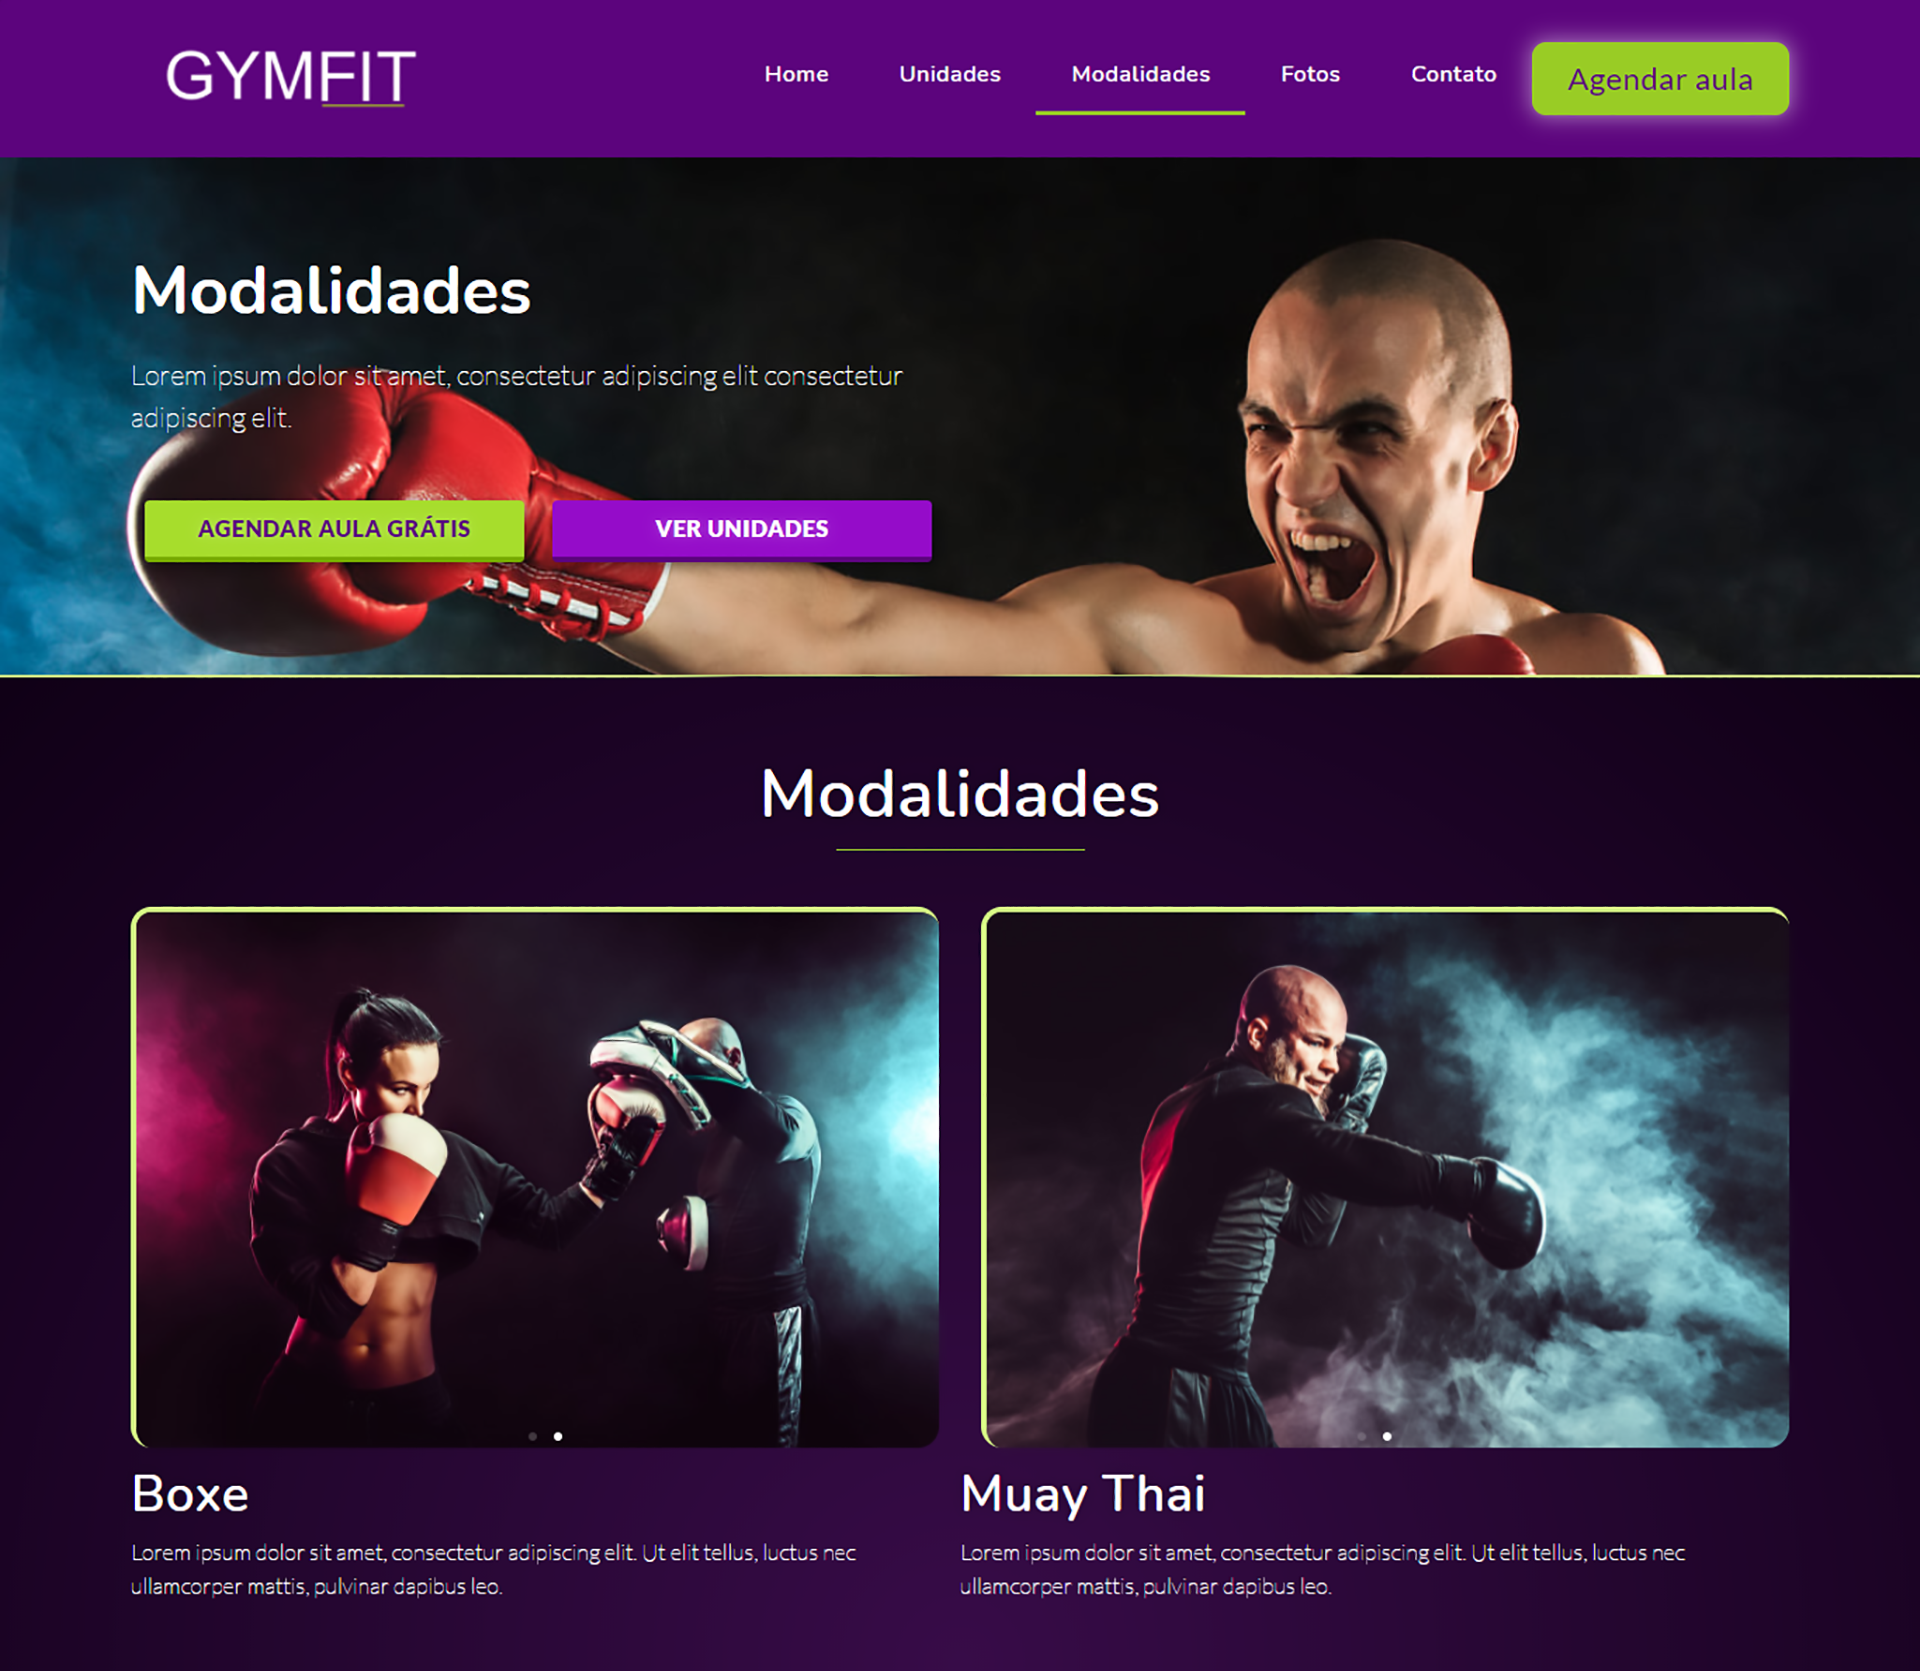 GYMFIT
Home
Unidades
Modalidades
Fotos
Contato
Agendar aula
Modalidades
Lorem ipsum dolor sit amet, consectetur adipiscing elit consectetur
adipiscing elit.
AGENDAR AULA GRÁTIS
VER UNIDADES
Modalidades
Boxe
Lorem ipsum dolor sit amet, consectetur adipiscing elit. Ut elit tellus, luctus nec
ullamcorper mattis, pulvinar dapibus leo.
Muay Thai
Lorem ipsum dolor sit amet, consectetur adipiscing elit. Ut elit tellus, luctus nec
ullamcorper mattis, pulvinar dapibus leo.